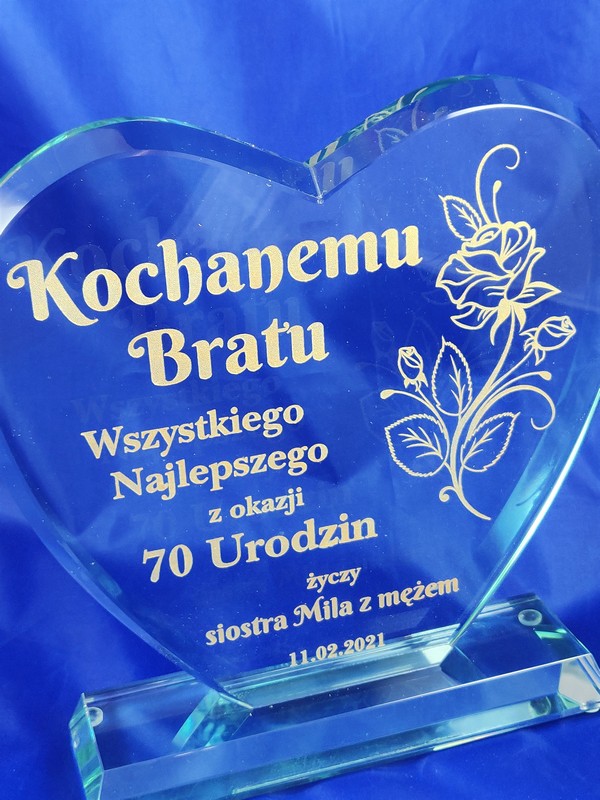 Kochanemu
Bratu
Wszystkiego
Najlepszego
z okazji
70 Urodzin
życzy
siostra Mila z mężem
11.02.2021